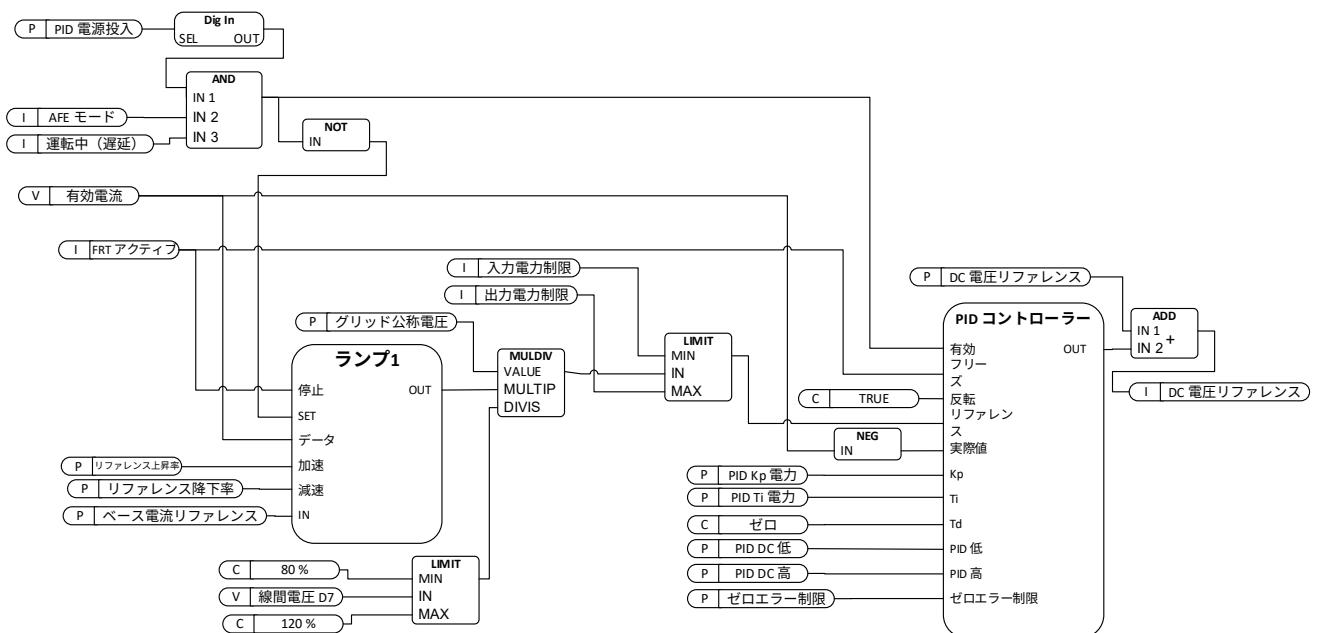 P PID 電源投入
Dig In
SEL OUT
AND
IN 1
IN 2
IN 3
I AFE モード
I 運転中（遅延）
NOT
IN
V 有効電流
I FRT アクティブ
I 入力電力制限
I 出力電力制限
P グリッド公称電圧
ランプ1
停止 OUT
SET
データ
加速
減速
IN
P リファレンス上昇率
P リファレンス降下率
P ベース電流リファレンス
MULDIV
VALUE
MULTIP
DIVIS
LIMIT
MIN
IN
MAX
C 80 %
V 線間電圧 D7
C 120 %
LIMIT
MIN
IN
MAX
P DC 電圧リファレンス
PID コントローラー
有効 OUT
フリー
ズ
反転
リファレン
ス
実際値
Kp
Ti
Td
PID 低
PID 高
ゼロエラー制限
C TRUE
NEG
IN
P PID Kp 電力
P PID Ti 電力
C ゼロ
P PID DC 低
P PID DC 高
P ゼロエラー制限
ADD
IN 1
IN 2 +
I DC 電圧リファレンス